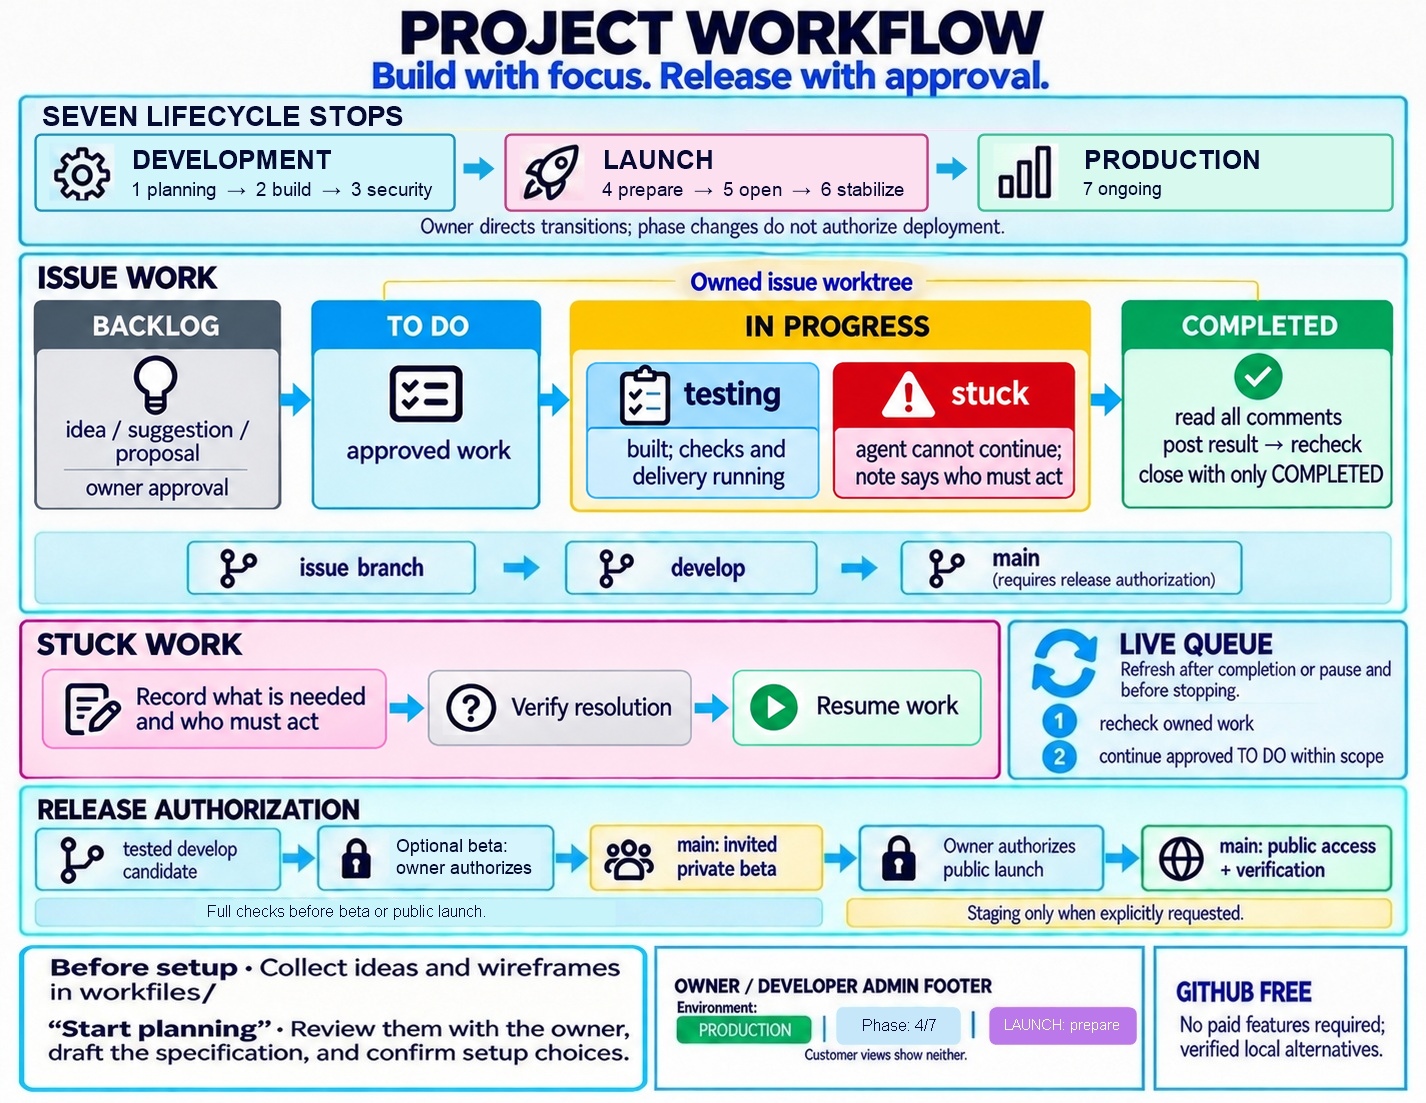 PROJECT WORKFLOW
Build with focus. Release with approval.
SEVEN LIFECYCLE STOPS
DEVELOPMENT
1 planning → 2 build → 3 security
LAUNCH
4 prepare → 5 open → 6 stabilize
PRODUCTION
7 ongoing
Owner directs transitions; phase changes do not authorize deployment.
ISSUE WORK
Owned issue worktree
BACKLOG
idea / suggestion /
proposal
owner approval
TO DO
approved work
IN PROGRESS
testing
built; checks and
delivery running
stuck
agent cannot continue;
note says who must act
COMPLETED
read all comments
post result → recheck
close with only COMPLETED
issue branch
develop
main
(requires release authorization)
STUCK WORK
Record what is needed
and who must act
Verify resolution
Resume work
LIVE QUEUE
Refresh after completion or pause and
before stopping.
1 recheck owned work
2 continue approved TO DO within scope
RELEASE AUTHORIZATION
tested develop
candidate
Optional beta:
owner authorizes
main: invited
private beta
Owner authorizes
public launch
main: public access
+ verification
Full checks before beta or public launch.
Staging only when explicitly requested.
Before setup · Collect ideas and wireframes
in workfiles/
“Start planning” · Review them with the owner,
draft the specification, and confirm setup choices.
OWNER / DEVELOPER ADMIN FOOTER
Environment:
PRODUCTION | Phase: 4/7 | LAUNCH: prepare
Customer views show neither.
GITHUB FREE
No paid features required;
verified local alternatives.